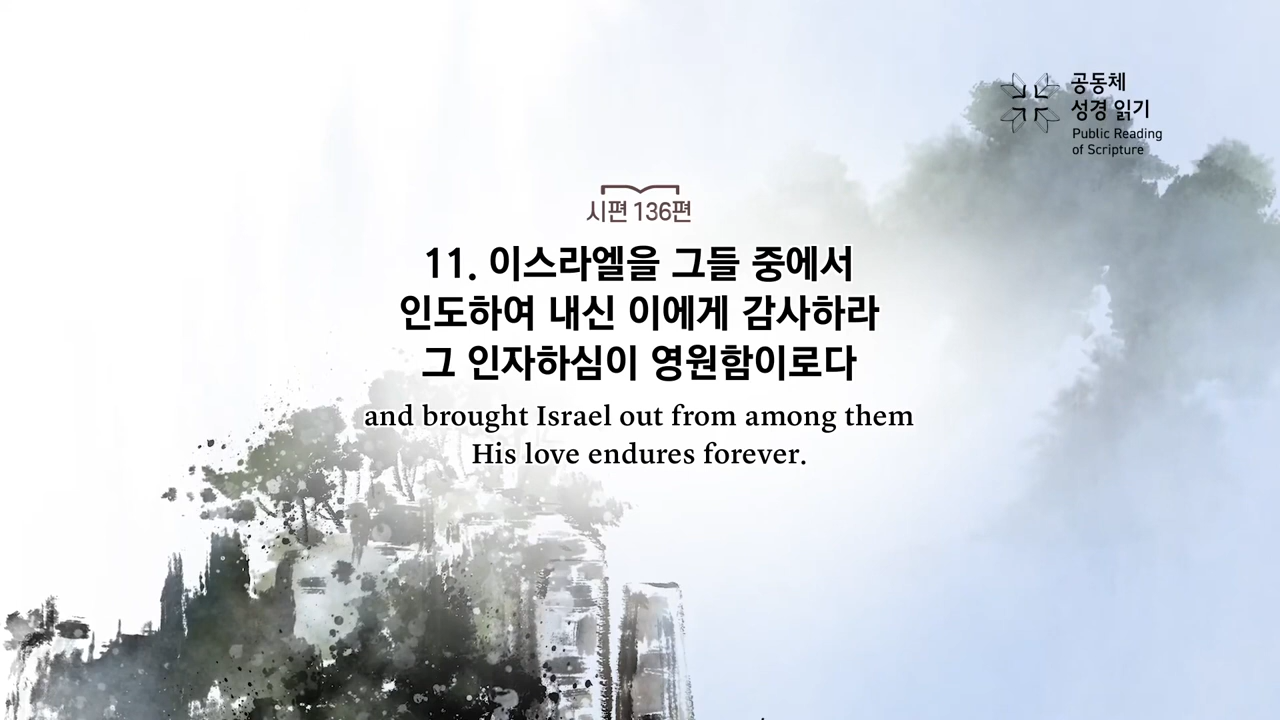 공동체
성경 읽기
Public Reading
of Scripture
시편 136편
11. 이스라엘을 그들 중에서
인도하여 내신 이에게 감사하라
그 인자하심이 영원함이로다
and brought Israel out from among them
His love endures forever.